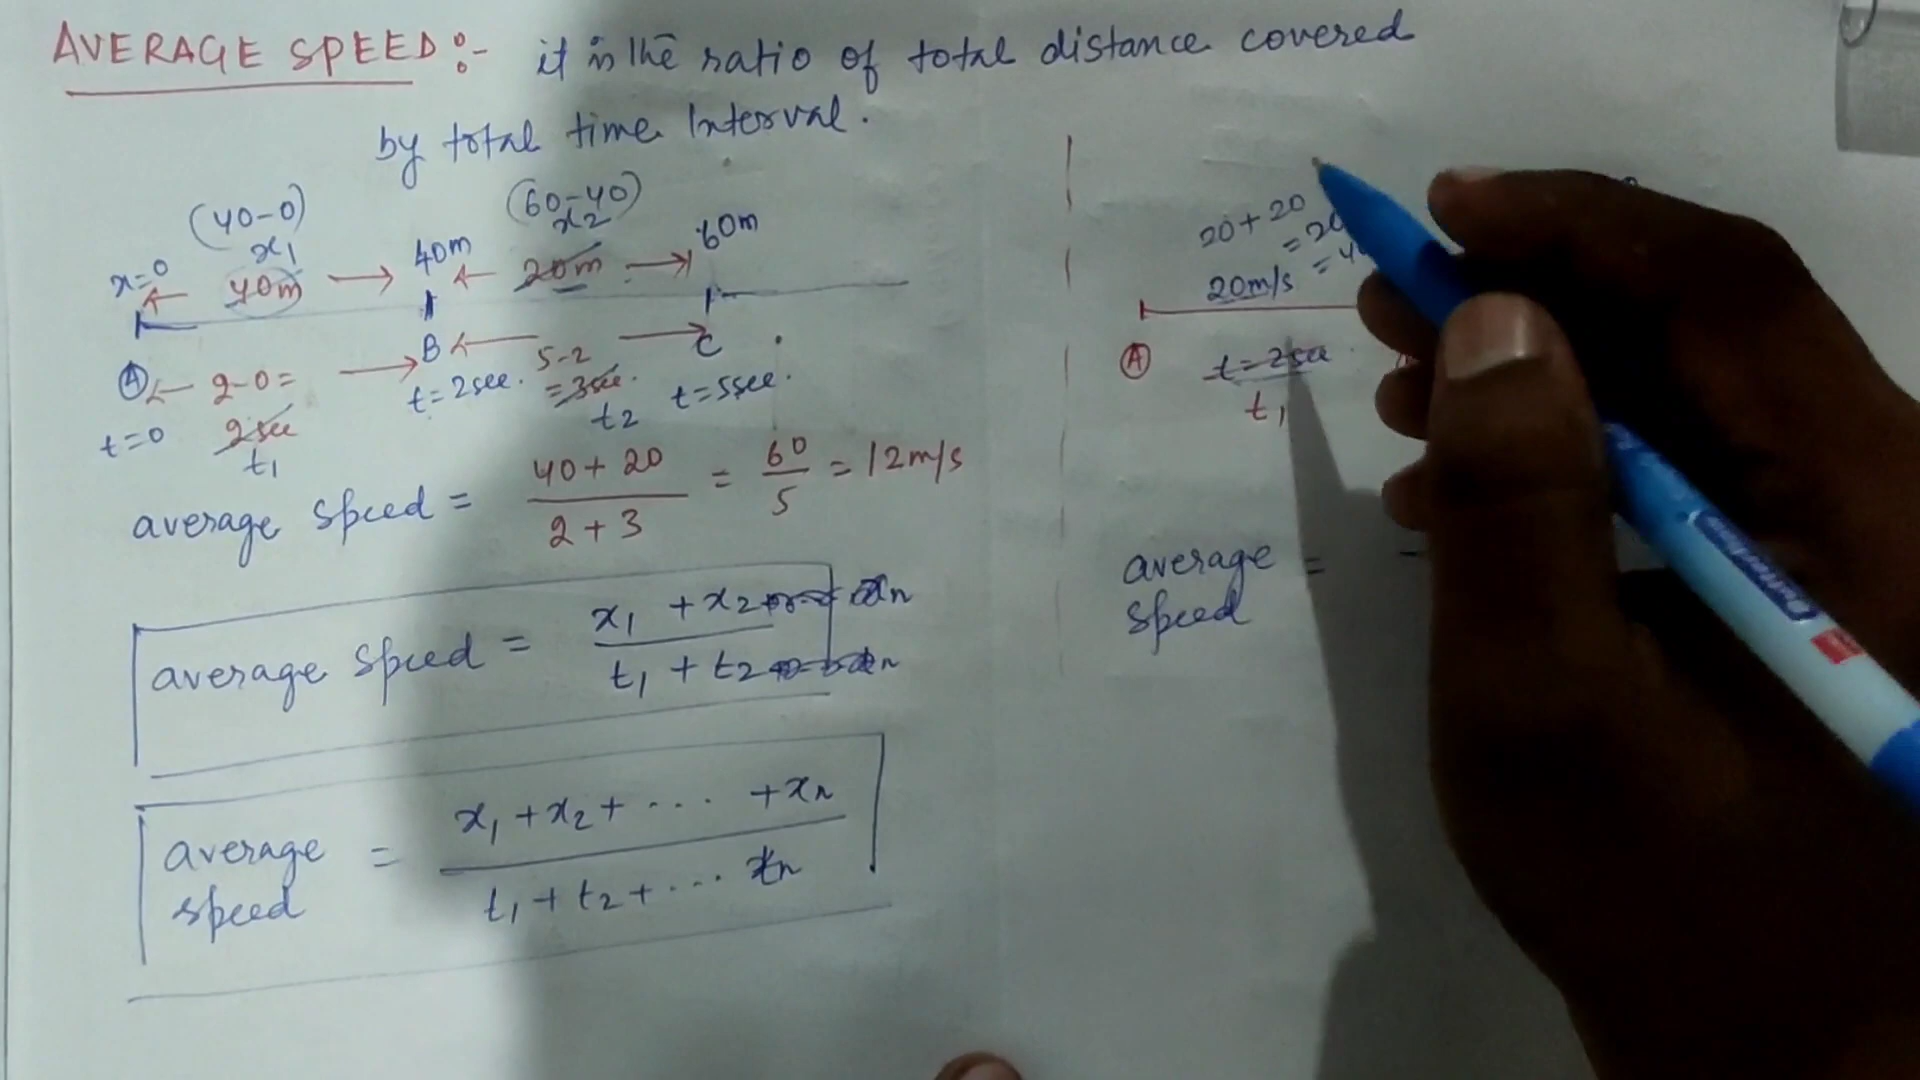 AVERAGE SPEED:- it is the ratio of total distance covered
by total time Interval.
(40-0) (60-40)
x1 x2
x=0 40m 40m 20m 60m
A B C
2-0= 5-2
t=0 2sec t=2sec. =3sec. t=5sec.
t1 t2
average speed = 40+20 / 2+3 = 60/5 = 12m/s
average speed = x1 + x2 xn / t1 + t2 n
average speed = x1+x2+ ... +xn / t1+t2+ ... tn
20+20
= 20
20m/s
A
t=2sec
t1
average speed =